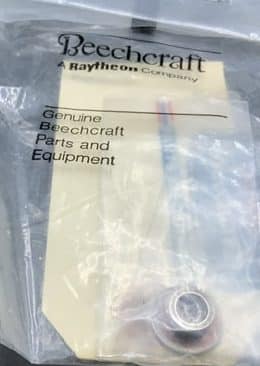 Beechcraft
A Raytheon Company
Genuine
Beechcraft
Parts and
Equipment